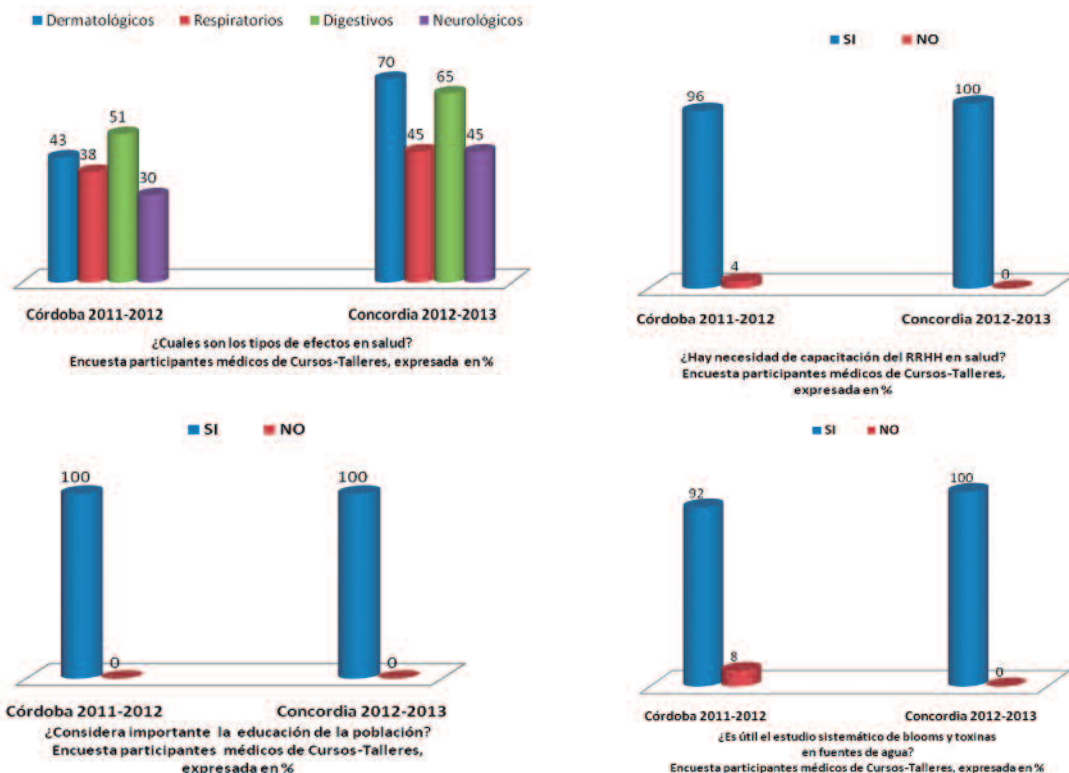 Dermatológicos Respiratorios Digestivos Neurológicos
43
38
51
30
70
45
65
45
Córdoba 2011-2012 Concordia 2012-2013
¿Cuales son los tipos de efectos en salud?
Encuesta participantes médicos de Cursos-Talleres, expresada en %
SI NO
96
4
100
0
Córdoba 2011-2012 Concordia 2012-2013
¿Hay necesidad de capacitación del RRHH en salud?
Encuesta participantes médicos de Cursos-Talleres,
expresada en %
SI NO
100
0
100
0
Córdoba 2011-2012 Concordia 2012-2013
¿Considera importante la educación de la población?
Encuesta participantes médicos de Cursos-Talleres,
expresada en %
SI NO
92
8
100
0
Córdoba 2011-2012 Concordia 2012-2013
¿Es útil el estudio sistemático de blooms y toxinas
en fuentes de agua?
Encuesta participantes médicos de Cursos-Talleres, expresada en %